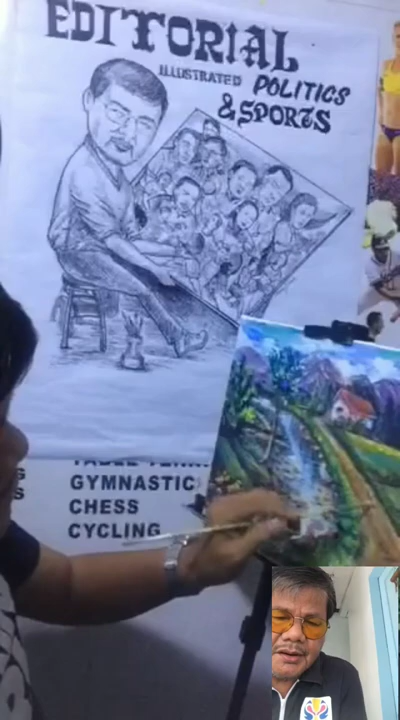 EDITORIAL
ILLUSTRATED POLITICS
& SPORTS
GYMNASTIC
CHESS
CYCLING